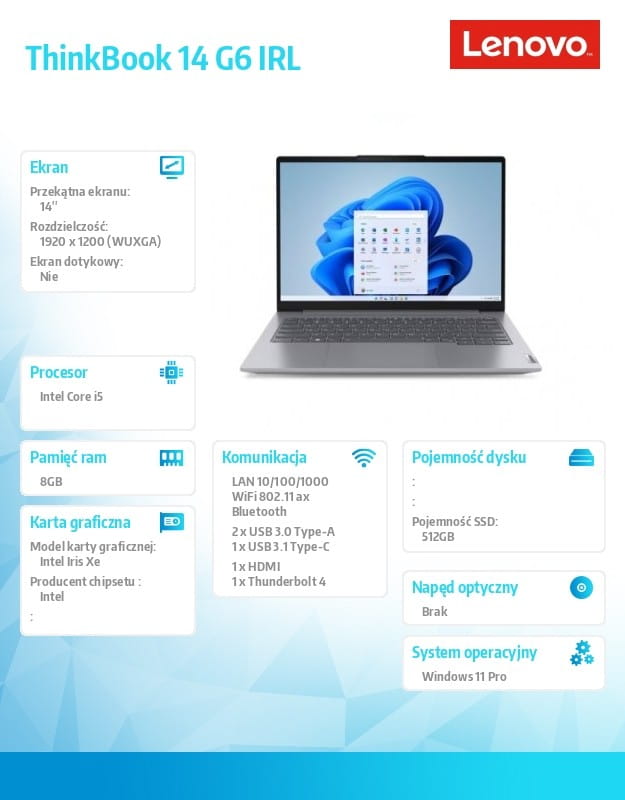 ThinkBook 14 G6 IRL
Lenovo
Ekran
Przekątna ekranu:
14"
Rozdzielczość:
1920 x 1200 (WUXGA)
Ekran dotykowy:
Nie
Procesor
Intel Core i5
Pamięć ram
8GB
Karta graficzna
Model karty graficznej:
Intel Iris Xe
Producent chipsetu :
Intel
:
Komunikacja
LAN 10/100/1000
WiFi 802.11 ax
Bluetooth
2 x USB 3.0 Type-A
1 x USB 3.1 Type-C
1 x HDMI
1 x Thunderbolt 4
Pojemność dysku
:
:
Pojemność SSD:
512GB
Napęd optyczny
Brak
System operacyjny
Windows 11 Pro